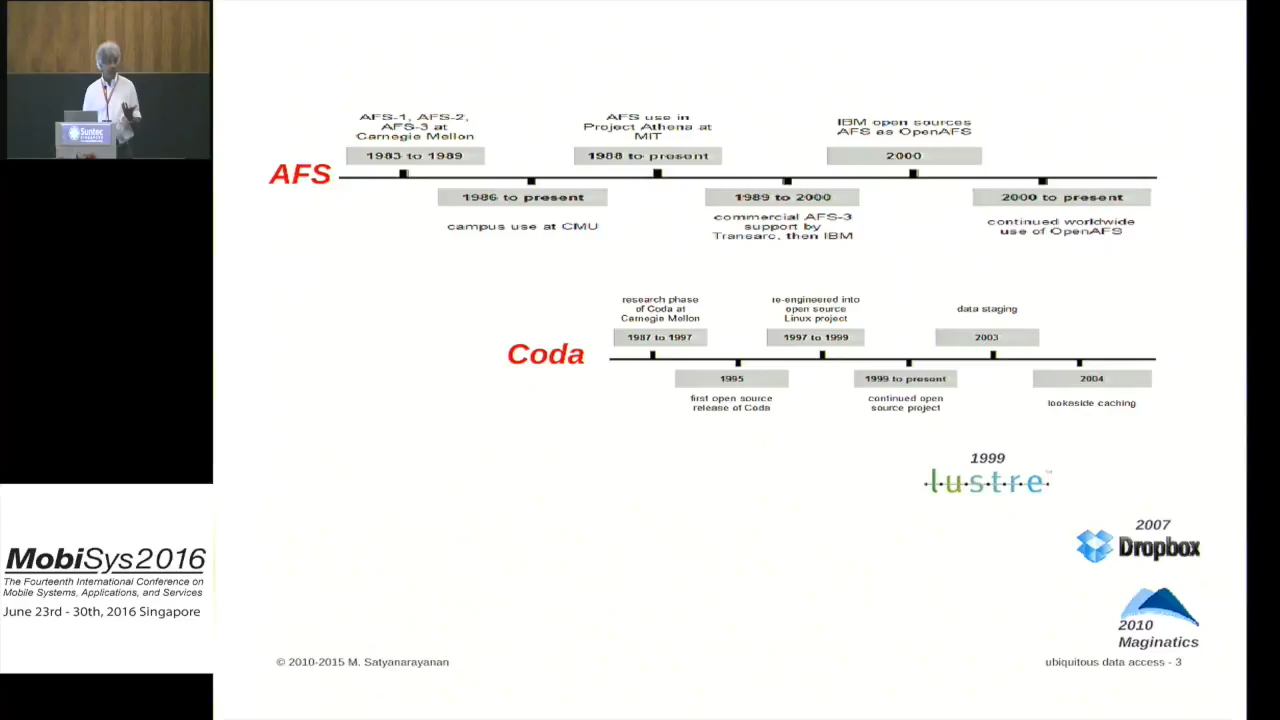 Suntec
SINGAPORE
AFS-1, AFS-2,
AFS-3 at
Carnegie Mellon
1983 to 1989
AFS use in
Project Athena at
MIT
1988 to present
IBM open sources
AFS as OpenAFS
2000
AFS
1986 to present
campus use at CMU
1989 to 2000
commercial AFS-3
support by
Transarc, then IBM
2000 to present
continued worldwide
use of OpenAFS
research phase
of Coda at
Carnegie Mellon
1987 to 1997
re-engineered into
open source
Linux project
1997 to 1999
data staging
2003
Coda
1995
first open source
release of Coda
1999 to present
continued open
source project
2004
lookaside caching
1999
lustre
2007
Dropbox
2010
Maginatics
MobiSys2016
The Fourteenth International Conference on
Mobile Systems, Applications, and Services
June 23rd - 30th, 2016 Singapore
© 2010-2015 M. Satyanarayanan
ubiquitous data access - 3